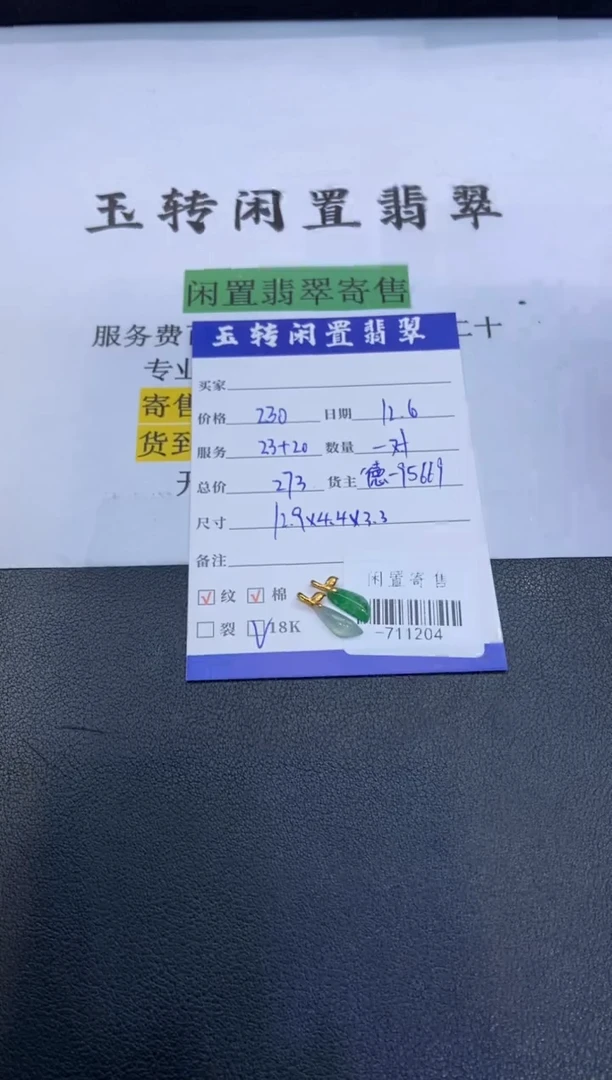 玉转闲置翡翠
闲置翡翠寄售
服务费
二十
玉转闲置翡翠
专业
买家
寄售
价格 230 日期 12.6
货到
服务 23+20 数量 一对
总价 273 货主 德-95669
尺寸 12.9x4.4x3.3
备注
闲置寄售
纹 棉
裂 18K
-711204